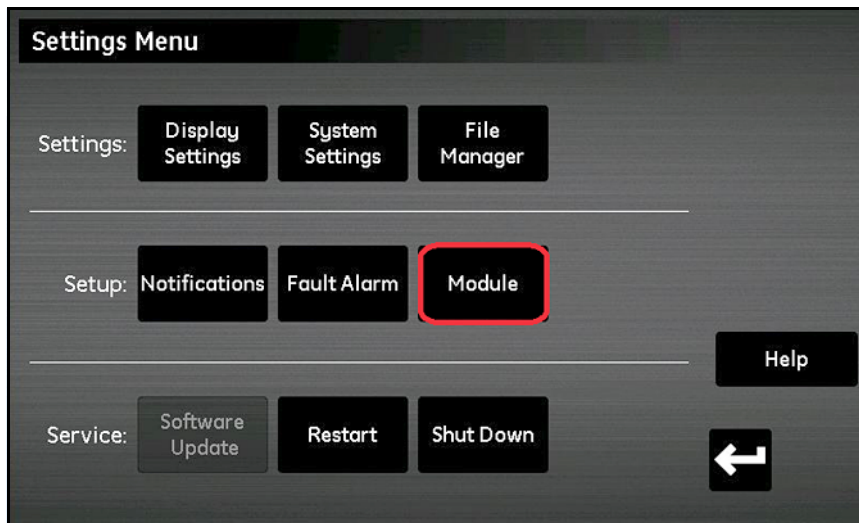 Settings Menu
Settings:
Display
Settings
System
Settings
File
Manager
Setup:
Notifications
Fault Alarm
Module
Help
Service:
Software
Update
Restart
Shut Down